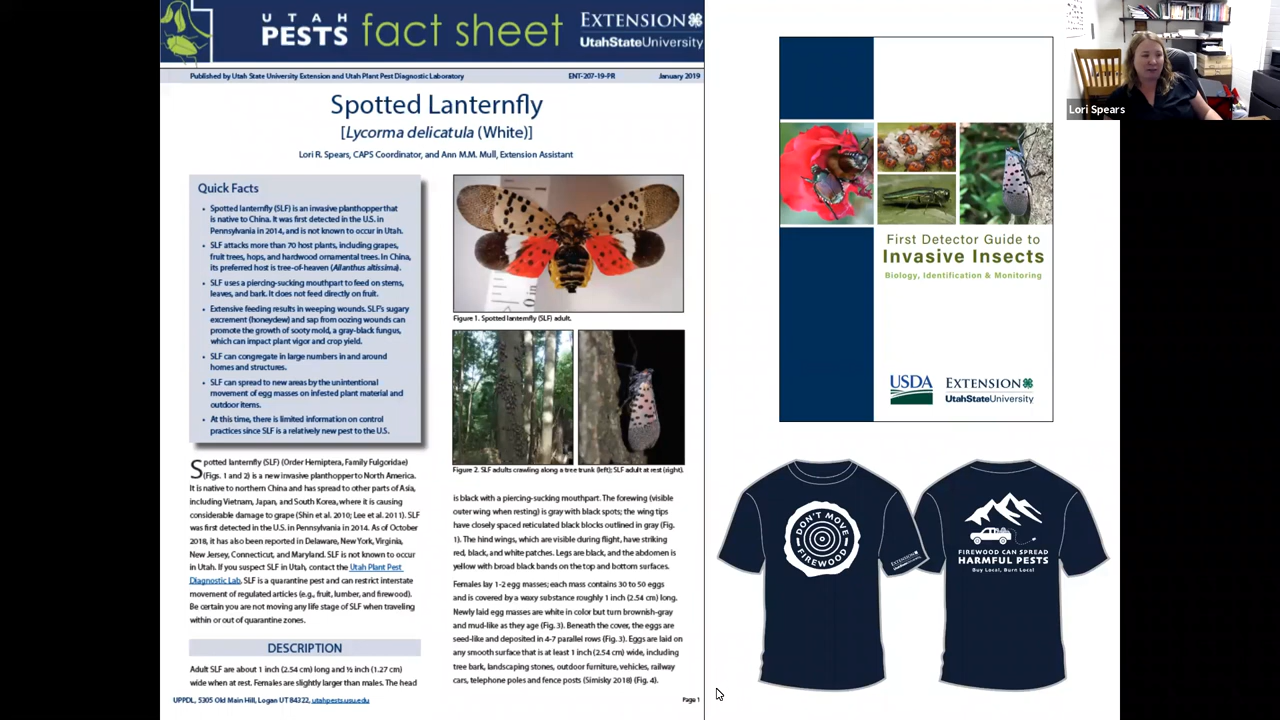 UTAH
PESTS fact sheet EXTENSION
UtahStateUniversity
Published by Utah State University Extension and Utah Plant Pest Diagnostic Laboratory ENT-207-19-PR January 2019
Spotted Lanternfly
[Lycorma delicatula (White)]
Lori R. Spears, CAPS Coordinator, and Ann M.M. Mull, Extension Assistant
Quick Facts
• Spotted lanternfly (SLF) is an invasive planthopper that
is native to China. It was first detected in the U.S. in
Pennsylvania in 2014, and is not known to occur in Utah.
• SLF attacks more than 70 host plants, including grapes,
fruit trees, hops, and hardwood ornamental trees. In China,
its preferred host is tree-of-heaven (Ailanthus altissima).
• SLF uses a piercing-sucking mouthpart to feed on stems,
leaves, and bark. It does not feed directly on fruit.
• Extensive feeding results in weeping wounds. SLF's sugary
excrement (honeydew) and sap from oozing wounds can
promote the growth of sooty mold, a gray-black fungus,
which can impact plant vigor and crop yield.
• SLF can congregate in large numbers in and around
homes and structures.
• SLF can spread to new areas by the unintentional
movement of egg masses on infested plant material and
outdoor items.
• At this time, there is limited information on control
practices since SLF is a relatively new pest to the U.S.
Spotted lanternfly (SLF) (Order Hemiptera, Family Fulgoridae)
(Figs. 1 and 2) is a new invasive planthopper to North America.
It is native to northern China and has spread to other parts of Asia,
including Vietnam, Japan, and South Korea, where it is causing
considerable damage to grape (Shin et al. 2010; Lee et al. 2011). SLF
was first detected in the U.S. in Pennsylvania in 2014. As of October
2018, it has also been reported in Delaware, New York, Virginia,
New Jersey, Connecticut, and Maryland. SLF is not known to occur
in Utah. If you suspect SLF in Utah, contact the Utah Plant Pest
Diagnostic Lab. SLF is a quarantine pest and can restrict interstate
movement of regulated articles (e.g., fruit, lumber, and firewood).
Be certain you are not moving any life stage of SLF when traveling
within or out of quarantine zones.
DESCRIPTION
Adult SLF are about 1 inch (2.54 cm) long and ½ inch (1.27 cm)
wide when at rest. Females are slightly larger than males. The head
Figure 1. Spotted lanternfly (SLF) adult.
Figure 2. SLF adults crawling along a tree trunk (left); SLF adult at rest (right).
is black with a piercing-sucking mouthpart. The forewing (visible
outer wing when resting) is gray with black spots; the wing tips
have closely spaced reticulated black blocks outlined in gray (Fig.
1). The hind wings, which are visible during flight, have striking
red, black, and white patches. Legs are black, and the abdomen is
yellow with broad black bands on the top and bottom surfaces.
Females lay 1-2 egg masses; each mass contains 30 to 50 eggs
and is covered by a waxy substance roughly 1 inch (2.54 cm) long.
Newly laid egg masses are white in color but turn brownish-gray
and mud-like as they age (Fig. 3). Beneath the cover, the eggs are
seed-like and deposited in 4-7 parallel rows (Fig. 3). Eggs are laid on
any smooth surface that is at least 1 inch (2.54 cm) wide, including
tree bark, landscaping stones, outdoor furniture, vehicles, railway
cars, telephone poles and fence posts (Simisky 2018) (Fig. 4).
UPPDL, 5305 Old Main Hill, Logan UT 84322, utahpests.usu.edu Page 1
First Detector Guide to
Invasive Insects
Biology, Identification & Monitoring
USDA EXTENSION
UtahStateUniversity
DON'T MOVE
FIREWOOD
EXTENSION
FIREWOOD CAN SPREAD
HARMFUL PESTS
Buy Local, Burn Local!
Lori Spears